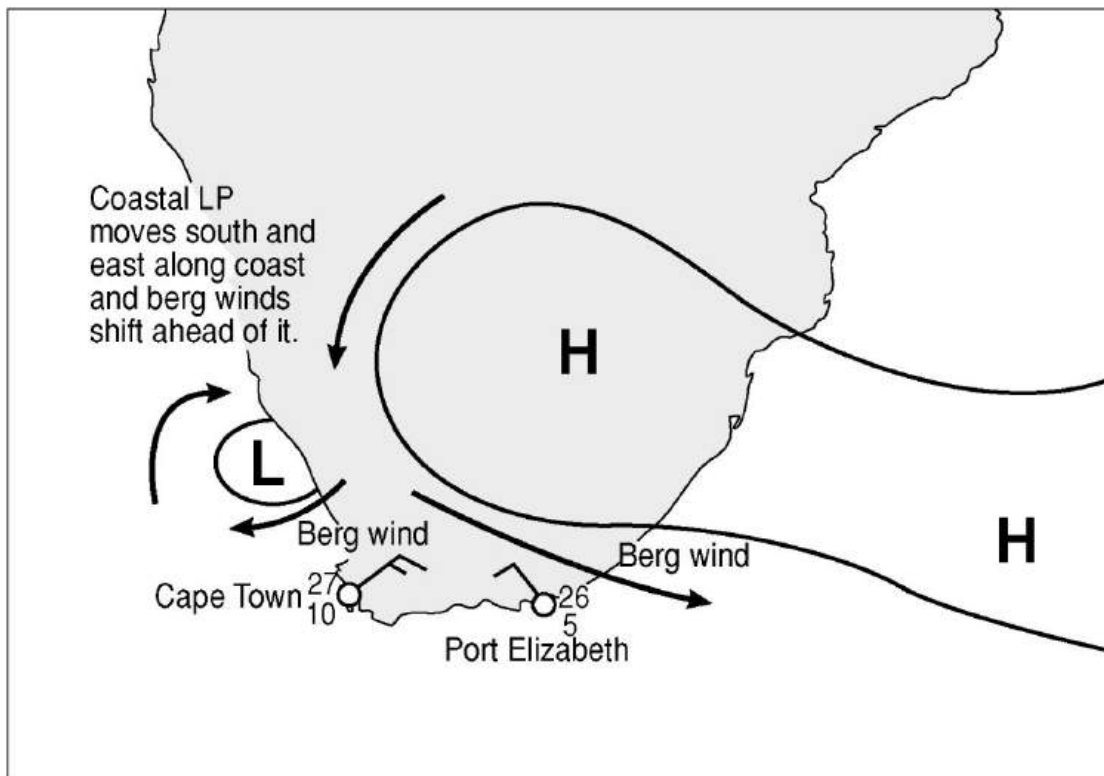 Coastal LP
moves south and
east along coast
and berg winds
shift ahead of it.
H
L
H
Berg wind
Berg wind
Cape Town
27
10
26
5
Port Elizabeth